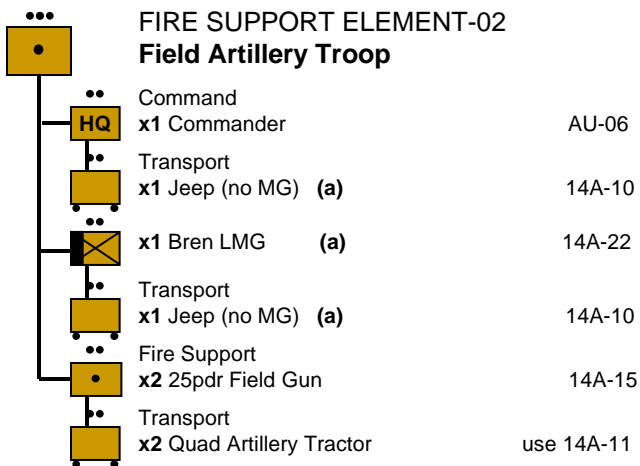 FIRE SUPPORT ELEMENT-02
Field Artillery Troop
Command
HQ x1 Commander AU-06
Transport
x1 Jeep (no MG) (a) 14A-10
x1 Bren LMG (a) 14A-22
Transport
x1 Jeep (no MG) (a) 14A-10
Fire Support
x2 25pdr Field Gun 14A-15
Transport
x2 Quad Artillery Tractor use 14A-11